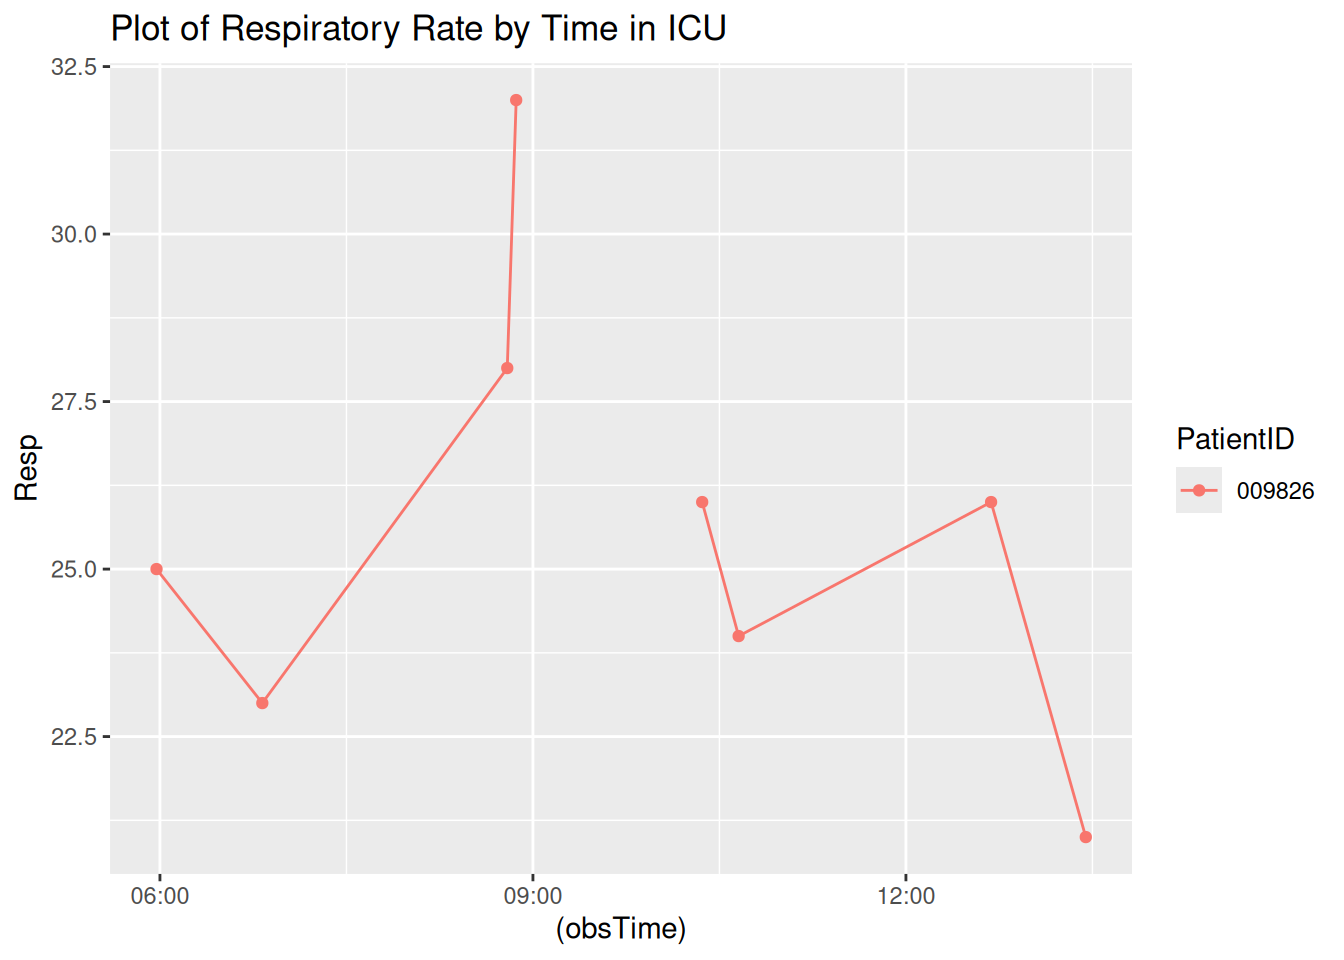 Plot of Respiratory Rate by Time in ICU
32.5
30.0
27.5
25.0
22.5
Resp
06:00 09:00 12:00
(obsTime)
PatientID
009826